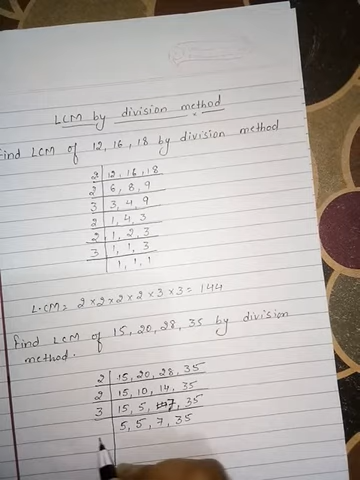 LCM by division method
Find LCM of 12, 16, 18 by division method
2 | 12, 16, 18
2 | 6, 8, 9
3 | 3, 4, 9
2 | 1, 4, 3
2 | 1, 2, 3
3 | 1, 1, 3
| 1, 1, 1
L.CM = 2 × 2 × 2 × 2 × 3 × 3 = 144
Find LCM of 15, 20, 28, 35 by division
method.
2 | 15, 20, 28, 35
2 | 15, 10, 14, 35
3 | 15, 5, 7, 35
| 5, 5, 7, 35